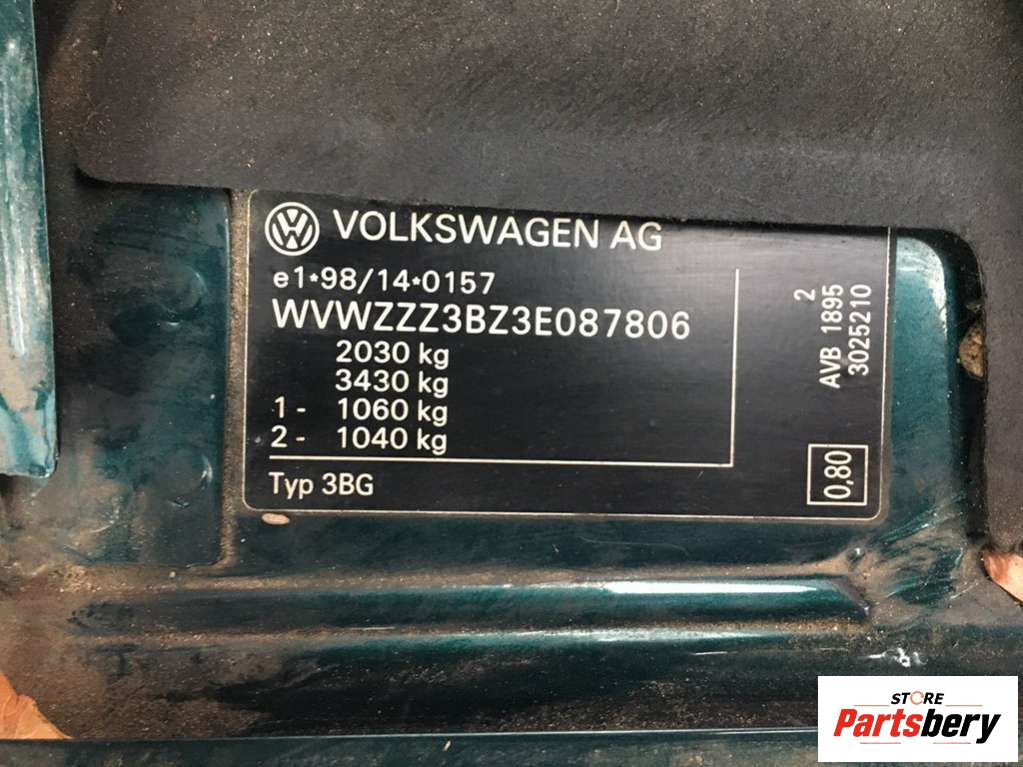 VOLKSWAGEN AG
e1*98/14*0157
WVWZZZ3BZ3E087806
2030 kg
3430 kg
1 - 1060 kg
2 - 1040 kg
Typ 3BG
2
AVB 1895
3025210
0,80
STORE
Partsbery